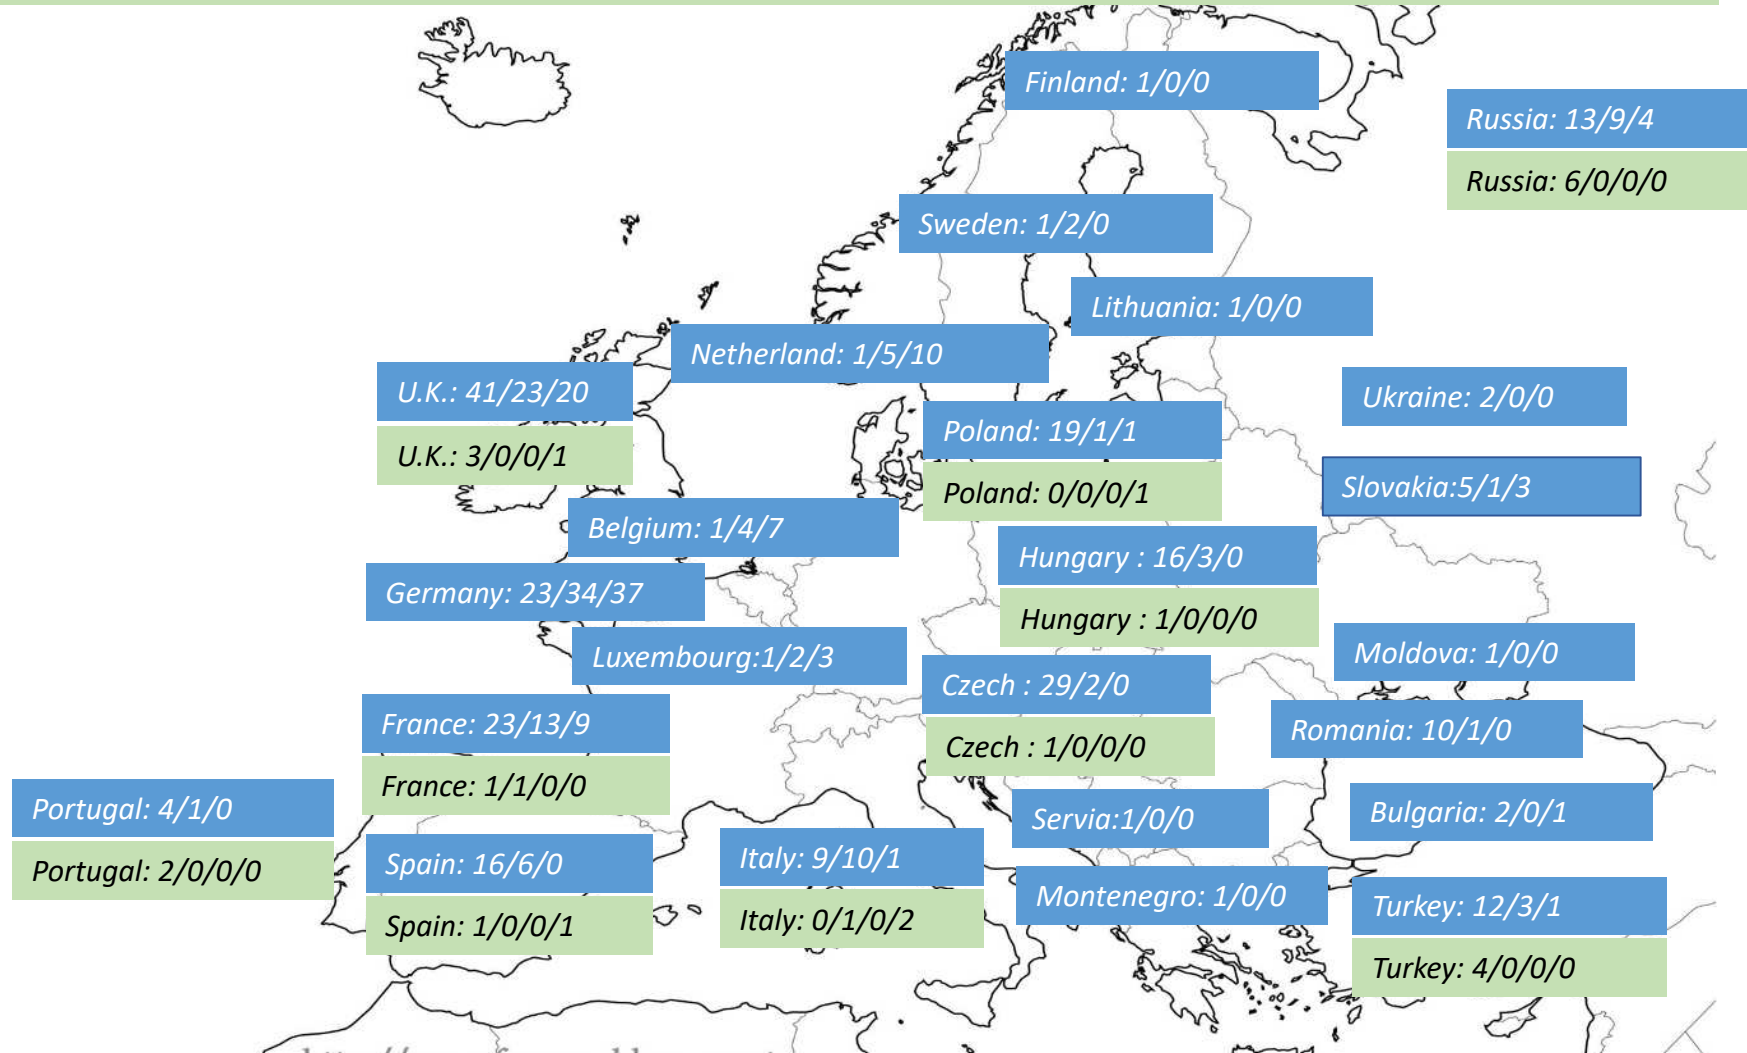 Finland: 1/0/0
Russia: 13/9/4
Russia: 6/0/0/0
Sweden: 1/2/0
Lithuania: 1/0/0
Netherland: 1/5/10
U.K.: 41/23/20
U.K.: 3/0/0/1
Ukraine: 2/0/0
Poland: 19/1/1
Poland: 0/0/0/1
Slovakia:5/1/3
Belgium: 1/4/7
Hungary : 16/3/0
Hungary : 1/0/0/0
Germany: 23/34/37
Luxembourg:1/2/3
Moldova: 1/0/0
Czech : 29/2/0
Czech : 1/0/0/0
France: 23/13/9
France: 1/1/0/0
Romania: 10/1/0
Portugal: 4/1/0
Portugal: 2/0/0/0
Servia:1/0/0
Bulgaria: 2/0/1
Spain: 16/6/0
Spain: 1/0/0/1
Italy: 9/10/1
Italy: 0/1/0/2
Montenegro: 1/0/0
Turkey: 12/3/1
Turkey: 4/0/0/0